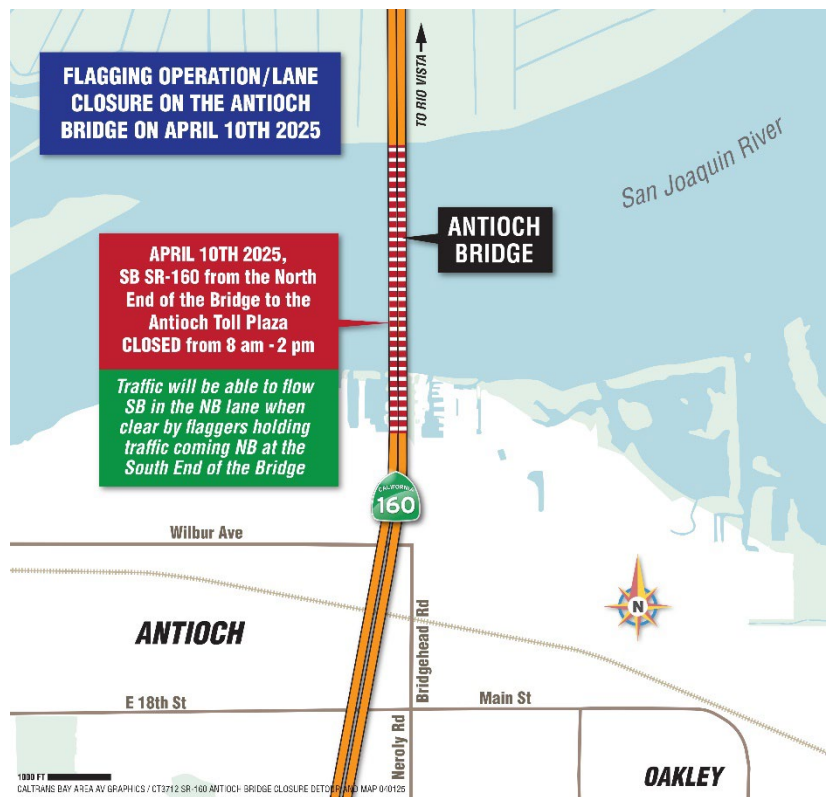 FLAGGING OPERATION/LANE
CLOSURE ON THE ANTIOCH
BRIDGE ON APRIL 10TH 2025
TO RIO VISTA
San Joaquin River
ANTIOCH
BRIDGE
APRIL 10TH 2025,
SB SR-160 from the North
End of the Bridge to the
Antioch Toll Plaza
CLOSED from 8 am - 2 pm
Traffic will be able to flow
SB in the NB lane when
clear by flaggers holding
traffic coming NB at the
South End of the Bridge
CALIFORNIA
160
Wilbur Ave
N
ANTIOCH
Bridgehead Rd
E 18th St
Main St
Neroly Rd
OAKLEY
1000 FT
CALTRANS BAY AREA AV GRAPHICS / CT3712 SR-160 ANTIOCH BRIDGE CLOSURE DETOUR AND MAP 040125